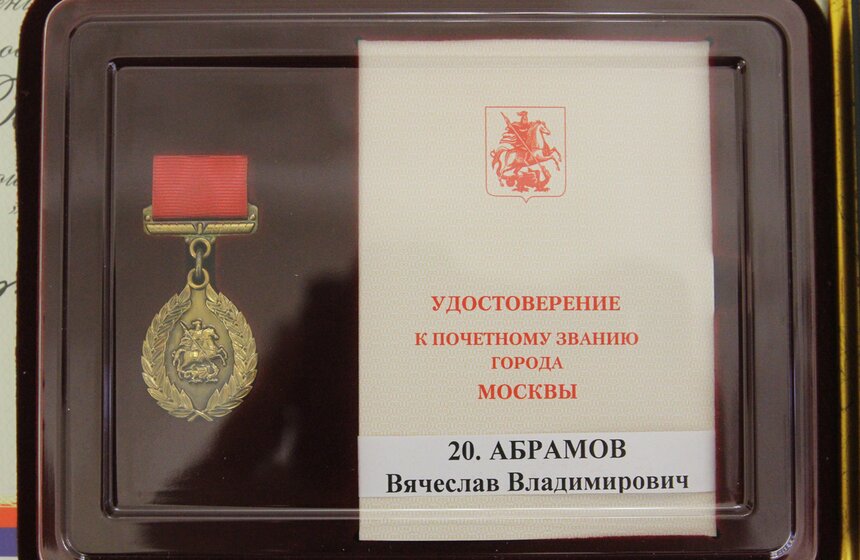 УДОСТОВЕРЕНИЕ
К ПОЧЕТНОМУ ЗВАНИЮ
ГОРОДА
МОСКВЫ
20. АБРАМОВ
Вячеслав Владимирович